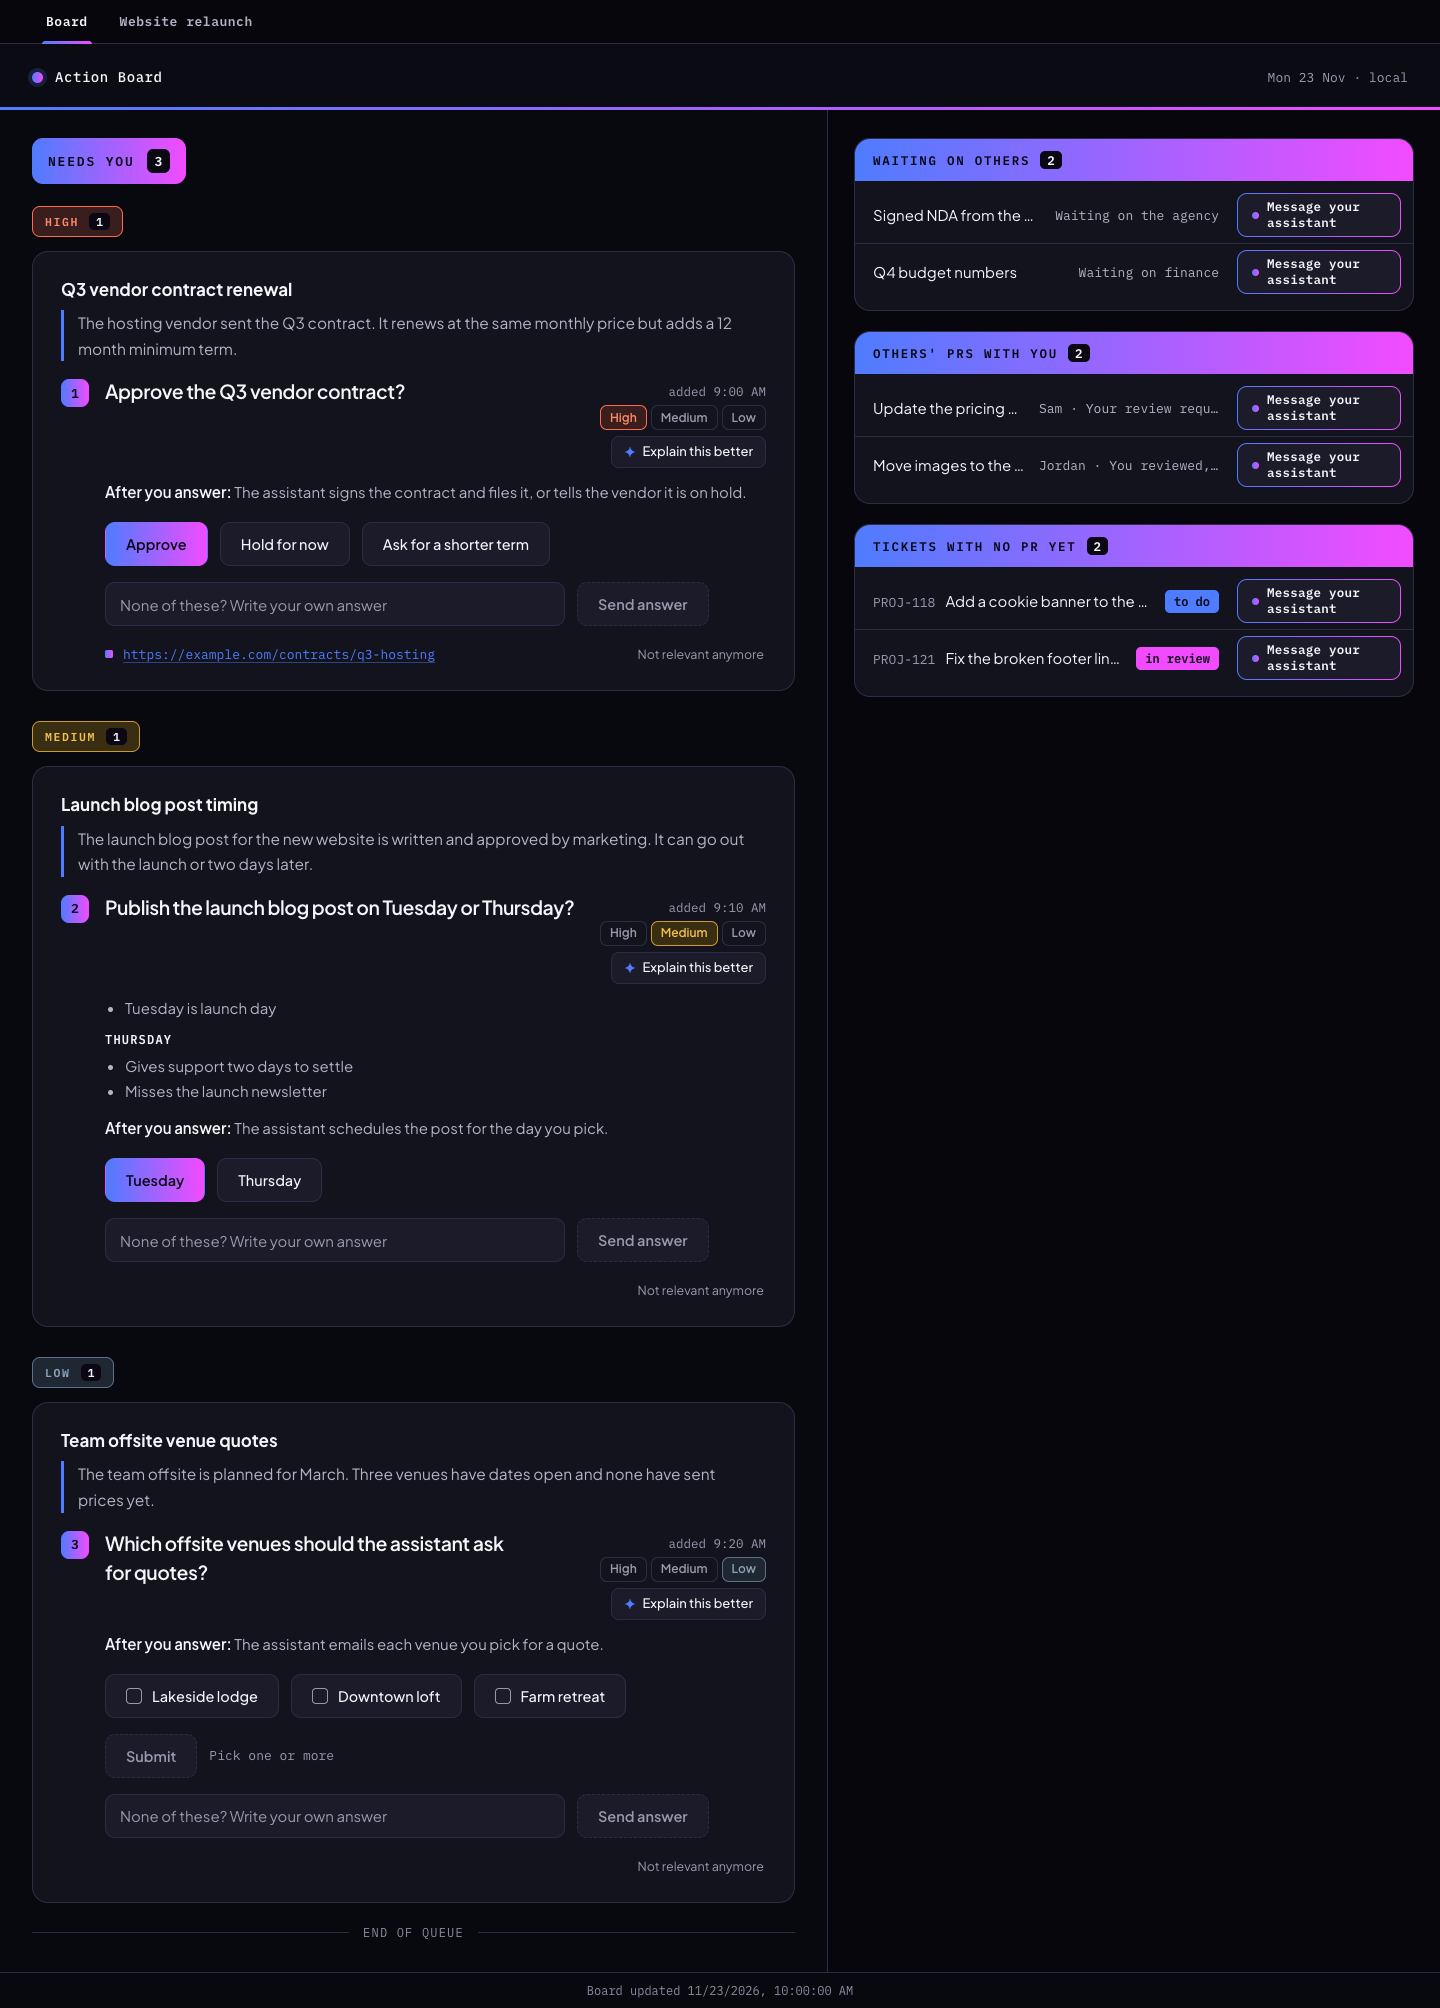 Board Website relaunch
Action Board
Mon 23 Nov · local
NEEDS YOU 3
HIGH 1
Q3 vendor contract renewal
The hosting vendor sent the Q3 contract. It renews at the same monthly price but adds a 12
month minimum term.
1 Approve the Q3 vendor contract?
added 9:00 AM
High Medium Low
✦ Explain this better
After you answer: The assistant signs the contract and files it, or tells the vendor it is on hold.
Approve Hold for now Ask for a shorter term
None of these? Write your own answer Send answer
https://example.com/contracts/q3-hosting Not relevant anymore
MEDIUM 1
Launch blog post timing
The launch blog post for the new website is written and approved by marketing. It can go out
with the launch or two days later.
2 Publish the launch blog post on Tuesday or Thursday?
added 9:10 AM
High Medium Low
✦ Explain this better
• Tuesday is launch day
THURSDAY
• Gives support two days to settle
• Misses the launch newsletter
After you answer: The assistant schedules the post for the day you pick.
Tuesday Thursday
None of these? Write your own answer Send answer
Not relevant anymore
LOW 1
Team offsite venue quotes
The team offsite is planned for March. Three venues have dates open and none have sent
prices yet.
3 Which offsite venues should the assistant ask
for quotes?
added 9:20 AM
High Medium Low
✦ Explain this better
After you answer: The assistant emails each venue you pick for a quote.
Lakeside lodge Downtown loft Farm retreat
Submit Pick one or more
None of these? Write your own answer Send answer
Not relevant anymore
END OF QUEUE
WAITING ON OTHERS 2
Signed NDA from the … Waiting on the agency
Message your
assistant
Q4 budget numbers Waiting on finance
Message your
assistant
OTHERS' PRS WITH YOU 2
Update the pricing … Sam · Your review requ…
Message your
assistant
Move images to the … Jordan · You reviewed,…
Message your
assistant
TICKETS WITH NO PR YET 2
PROJ-118 Add a cookie banner to the … to do
Message your
assistant
PROJ-121 Fix the broken footer lin… in review
Message your
assistant
Board updated 11/23/2026, 10:00:00 AM